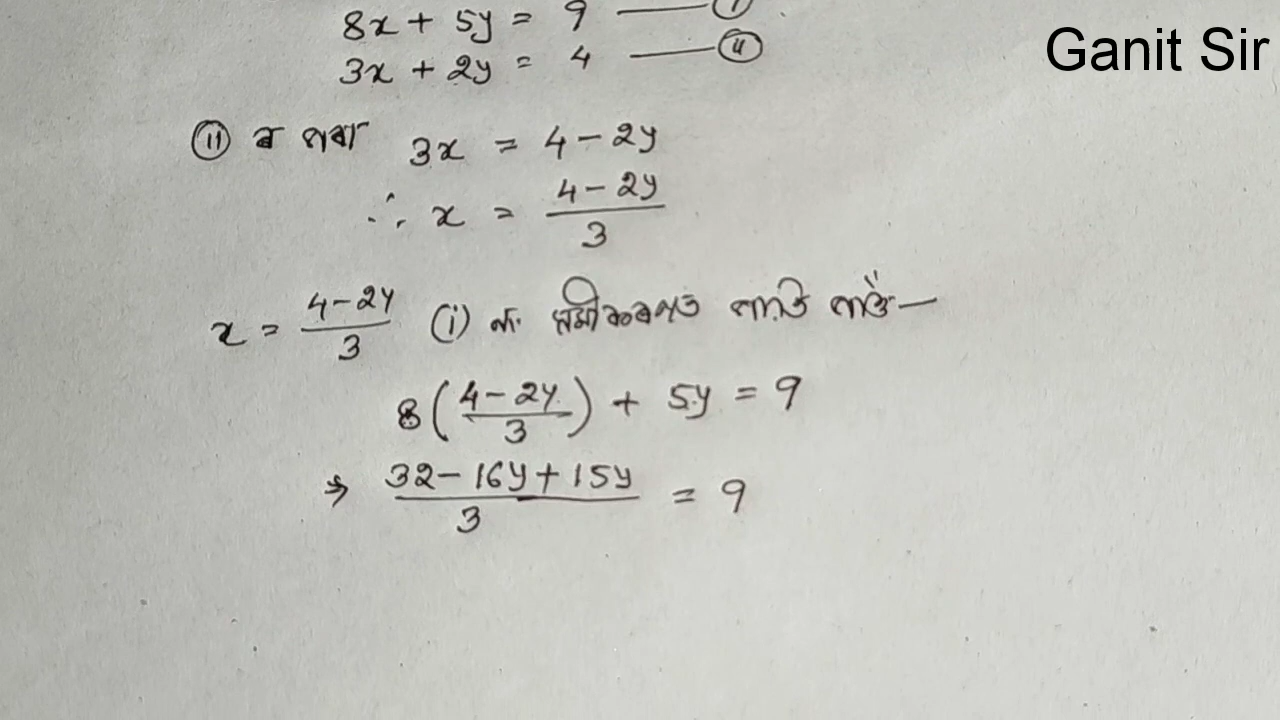 8x + 5y = 9 —— (i)
Ganit Sir
3x + 2y = 4 —— (ii)
(ii) ৰ পৰা 3x = 4 - 2y
∴ x = (4 - 2y)/3
x = (4 - 2y)/3 (i) নং সমীকৰণত পাতি পাওঁ —
8((4 - 2y)/3) + 5y = 9
⇒ (32 - 16y + 15y)/3 = 9